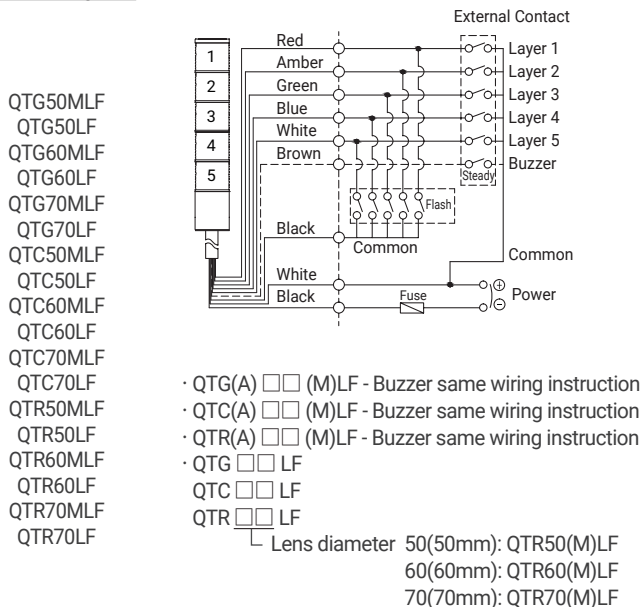 External Contact
1
2
3
4
5
Red
Amber
Green
Blue
White
Brown
Layer 1
Layer 2
Layer 3
Layer 4
Layer 5
Buzzer
Steady
Flash
Black
Common
White
Black
Fuse
Common
⊕
⊖
Power
QTG50MLF
QTG50LF
QTG60MLF
QTG60LF
QTG70MLF
QTG70LF
QTC50MLF
QTC50LF
QTC60MLF
QTC60LF
QTC70MLF
QTC70LF
QTR50MLF
QTR50LF
QTR60MLF
QTR60LF
QTR70MLF
QTR70LF
· QTG(A) □□ (M)LF - Buzzer same wiring instruction
· QTC(A) □□ (M)LF - Buzzer same wiring instruction
· QTR(A) □□ (M)LF - Buzzer same wiring instruction
· QTG □□ LF
QTC □□ LF
QTR □□ LF
Lens diameter 50(50mm): QTR50(M)LF
60(60mm): QTR60(M)LF
70(70mm): QTR70(M)LF